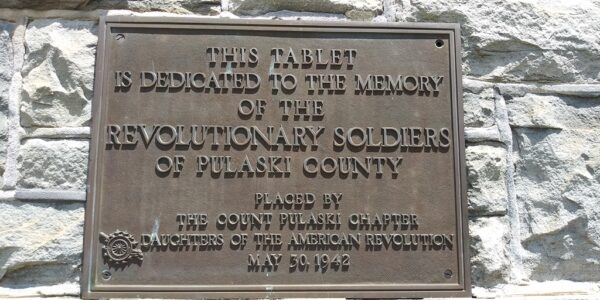 THIS TABLET
IS DEDICATED TO THE MEMORY
OF THE
REVOLUTIONARY SOLDIERS
OF PULASKI COUNTY
PLACED BY
THE COUNT PULASKI CHAPTER
DAUGHTERS OF THE AMERICAN REVOLUTION
MAY 30, 1942